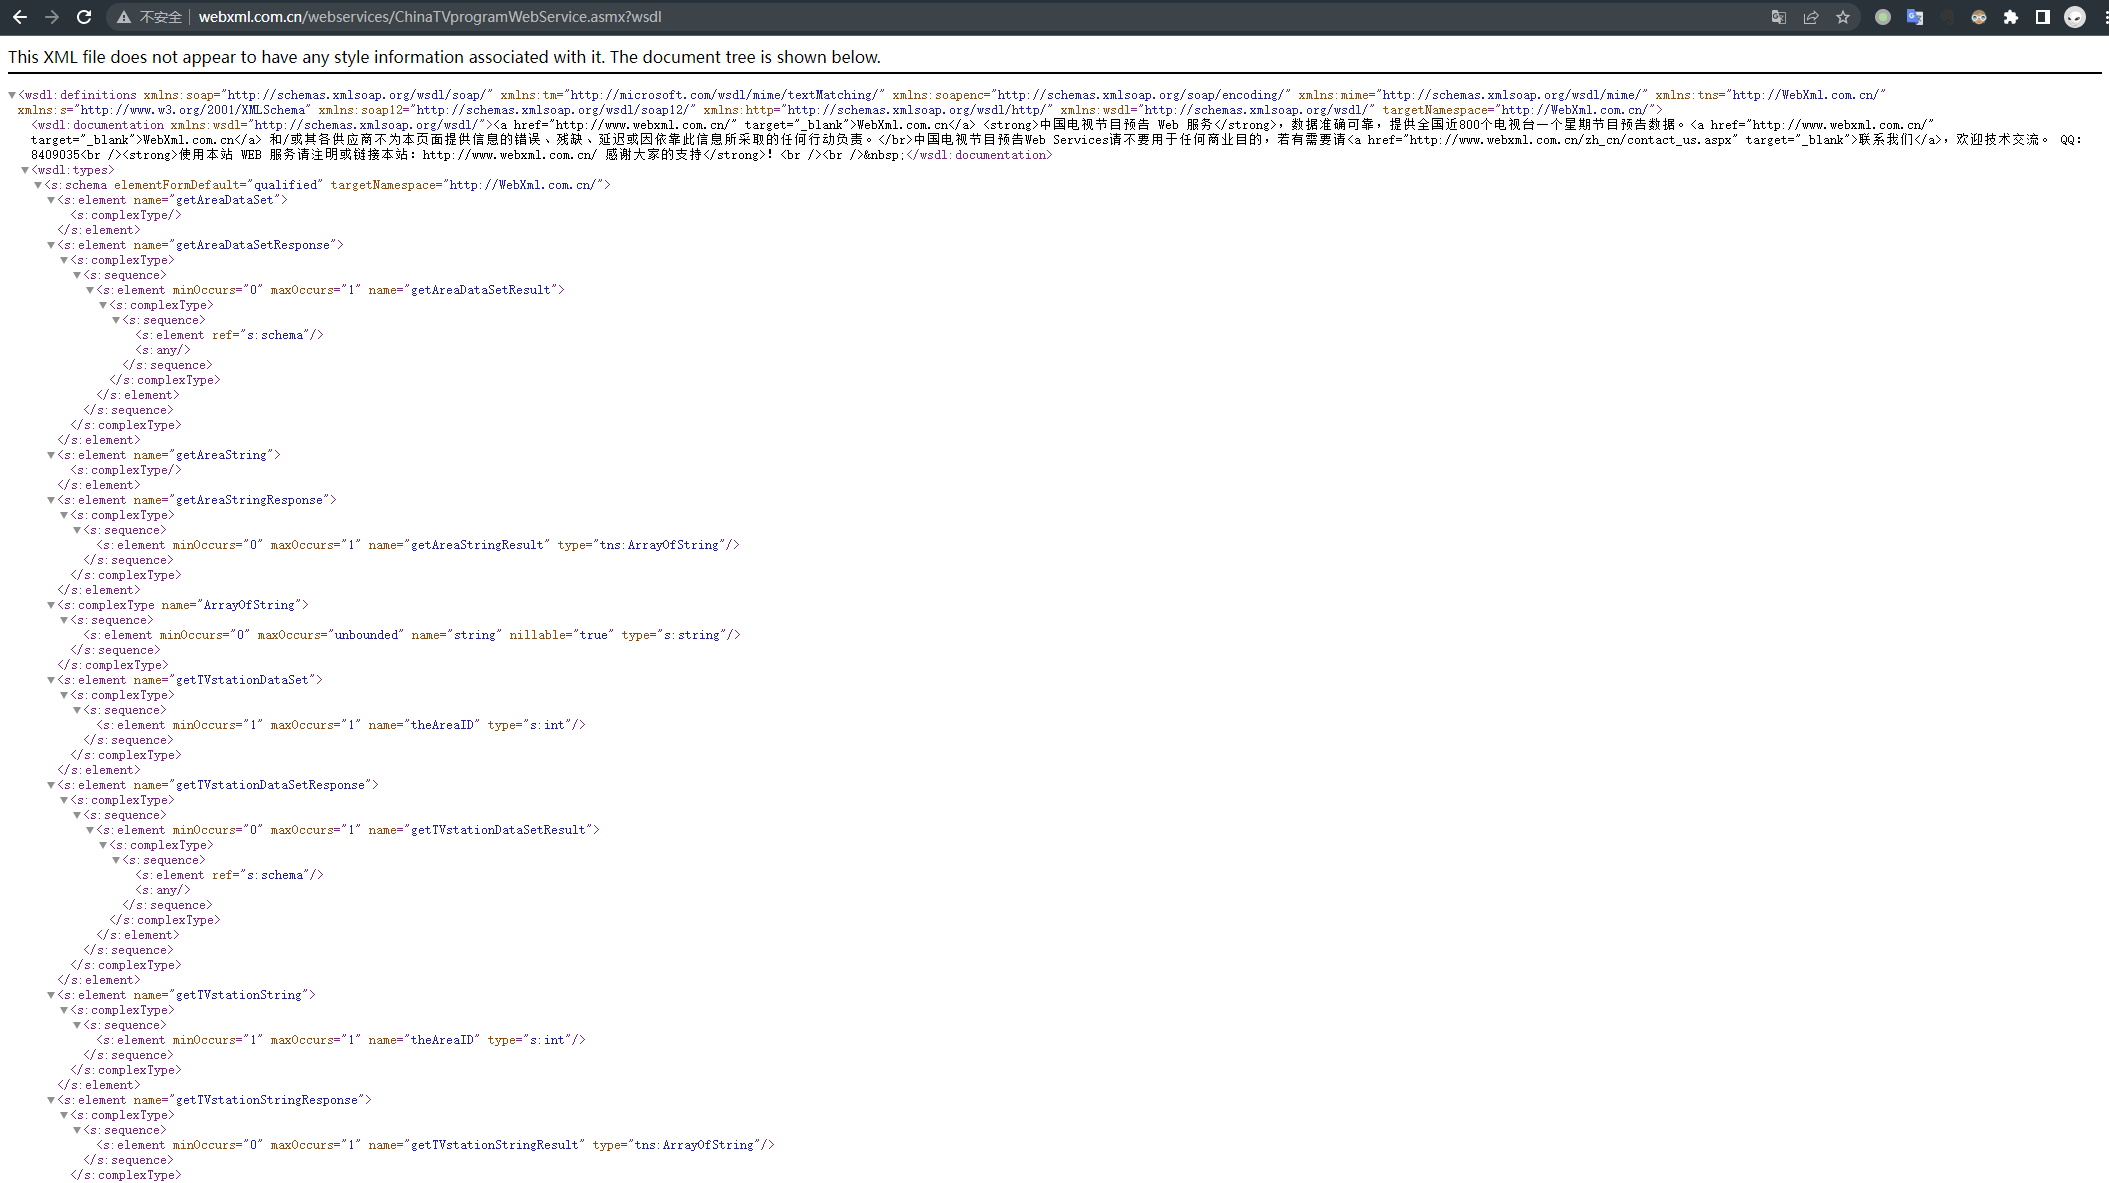 不安全 webxml.com.cn/webservices/ChinaTVprogramWebService.asmx?wsdl
This XML file does not appear to have any style information associated with it. The document tree is shown below.
▼<wsdl:definitions xmlns:soap="http://schemas.xmlsoap.org/wsdl/soap/" xmlns:tm="http://microsoft.com/wsdl/mime/textMatching/" xmlns:soapenc="http://schemas.xmlsoap.org/soap/encoding/" xmlns:mime="http://schemas.xmlsoap.org/wsdl/mime/" xmlns:tns="http://WebXml.com.cn/"
xmlns:s="http://www.w3.org/2001/XMLSchema" xmlns:soap12="http://schemas.xmlsoap.org/wsdl/soap12/" xmlns:http="http://schemas.xmlsoap.org/wsdl/http/" xmlns:wsdl="http://schemas.xmlsoap.org/wsdl/" targetNamespace="http://WebXml.com.cn/">
<wsdl:documentation xmlns:wsdl="http://schemas.xmlsoap.org/wsdl/"><a href="http://www.webxml.com.cn/" target="_blank">WebXml.com.cn</a> <strong>中国电视节目预告 Web 服务</strong>，数据准确可靠，提供全国近800个电视台一个星期节目预告数据。<a href="http://www.webxml.com.cn/"
target="_blank">WebXml.com.cn</a> 和/或其各供应商不为本页面提供信息的错误、残缺、延迟或因依靠此信息所采取的任何行动负责。</br>中国电视节目预告Web Services请不要用于任何商业目的，若有需要请<a href="http://www.webxml.com.cn/zh_cn/contact_us.aspx" target="_blank">联系我们</a>，欢迎技术交流。 QQ：
8409035<br /><strong>使用本站 WEB 服务请注明或链接本站：http://www.webxml.com.cn/ 感谢大家的支持</strong>！<br /><br />&nbsp;</wsdl:documentation>
▼<wsdl:types>
▼<s:schema elementFormDefault="qualified" targetNamespace="http://WebXml.com.cn/">
▼<s:element name="getAreaDataSet">
<s:complexType/>
</s:element>
▼<s:element name="getAreaDataSetResponse">
▼<s:complexType>
▼<s:sequence>
▼<s:element minOccurs="0" maxOccurs="1" name="getAreaDataSetResult">
▼<s:complexType>
▼<s:sequence>
<s:element ref="s:schema"/>
<s:any/>
</s:sequence>
</s:complexType>
</s:element>
</s:sequence>
</s:complexType>
</s:element>
▼<s:element name="getAreaString">
<s:complexType/>
</s:element>
▼<s:element name="getAreaStringResponse">
▼<s:complexType>
▼<s:sequence>
<s:element minOccurs="0" maxOccurs="1" name="getAreaStringResult" type="tns:ArrayOfString"/>
</s:sequence>
</s:complexType>
</s:element>
▼<s:complexType name="ArrayOfString">
▼<s:sequence>
<s:element minOccurs="0" maxOccurs="unbounded" name="string" nillable="true" type="s:string"/>
</s:sequence>
</s:complexType>
▼<s:element name="getTVstationDataSet">
▼<s:complexType>
▼<s:sequence>
<s:element minOccurs="1" maxOccurs="1" name="theAreaID" type="s:int"/>
</s:sequence>
</s:complexType>
</s:element>
▼<s:element name="getTVstationDataSetResponse">
▼<s:complexType>
▼<s:sequence>
▼<s:element minOccurs="0" maxOccurs="1" name="getTVstationDataSetResult">
▼<s:complexType>
▼<s:sequence>
<s:element ref="s:schema"/>
<s:any/>
</s:sequence>
</s:complexType>
</s:element>
</s:sequence>
</s:complexType>
</s:element>
▼<s:element name="getTVstationString">
▼<s:complexType>
▼<s:sequence>
<s:element minOccurs="1" maxOccurs="1" name="theAreaID" type="s:int"/>
</s:sequence>
</s:complexType>
</s:element>
▼<s:element name="getTVstationStringResponse">
▼<s:complexType>
▼<s:sequence>
<s:element minOccurs="0" maxOccurs="1" name="getTVstationStringResult" type="tns:ArrayOfString"/>
</s:sequence>
</s:complexType>